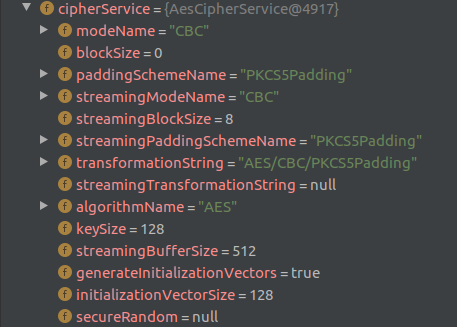 cipherService = {AesCipherService@4917}
modeName = "CBC"
blockSize = 0
paddingSchemeName = "PKCS5Padding"
streamingModeName = "CBC"
streamingBlockSize = 8
streamingPaddingSchemeName = "PKCS5Padding"
transformationString = "AES/CBC/PKCS5Padding"
streamingTransformationString = null
algorithmName = "AES"
keySize = 128
streamingBufferSize = 512
generateInitializationVectors = true
initializationVectorSize = 128
secureRandom = null